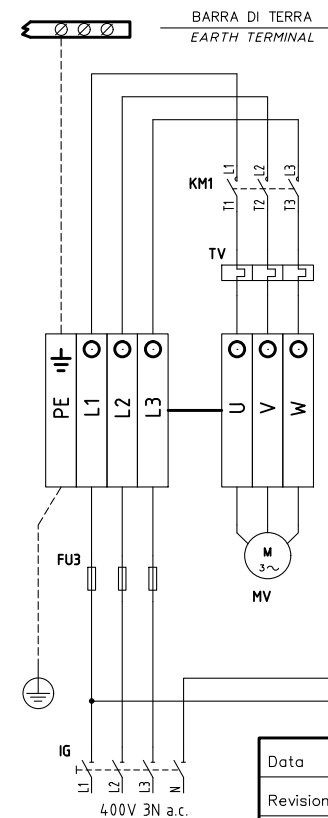 BARRA DI TERRA
EARTH TERMINAL
KM1
L1 L2 L3
T1 T2 T3
TV
PE L1 L2 L3 U V W
FU3
M
3~
MV
IG
L1 L2 L3 N
400V 3N a.c.
Data
Revision